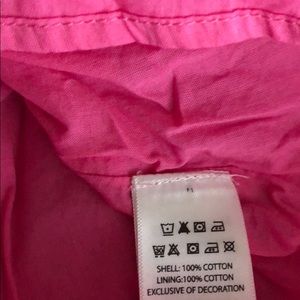 SHELL: 100% COTTON
LINING: 100% COTTON
EXCLUSIVE OF DECORATION